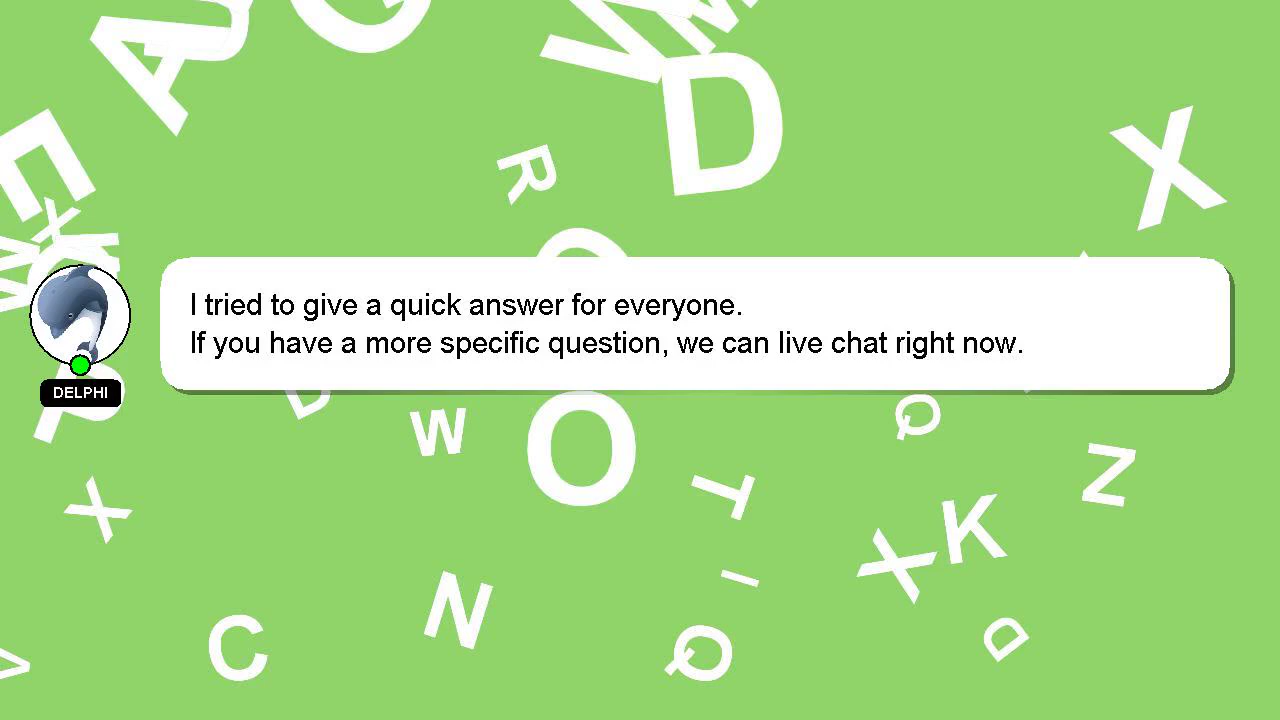 I tried to give a quick answer for everyone.
If you have a more specific question, we can live chat right now.
DELPHI